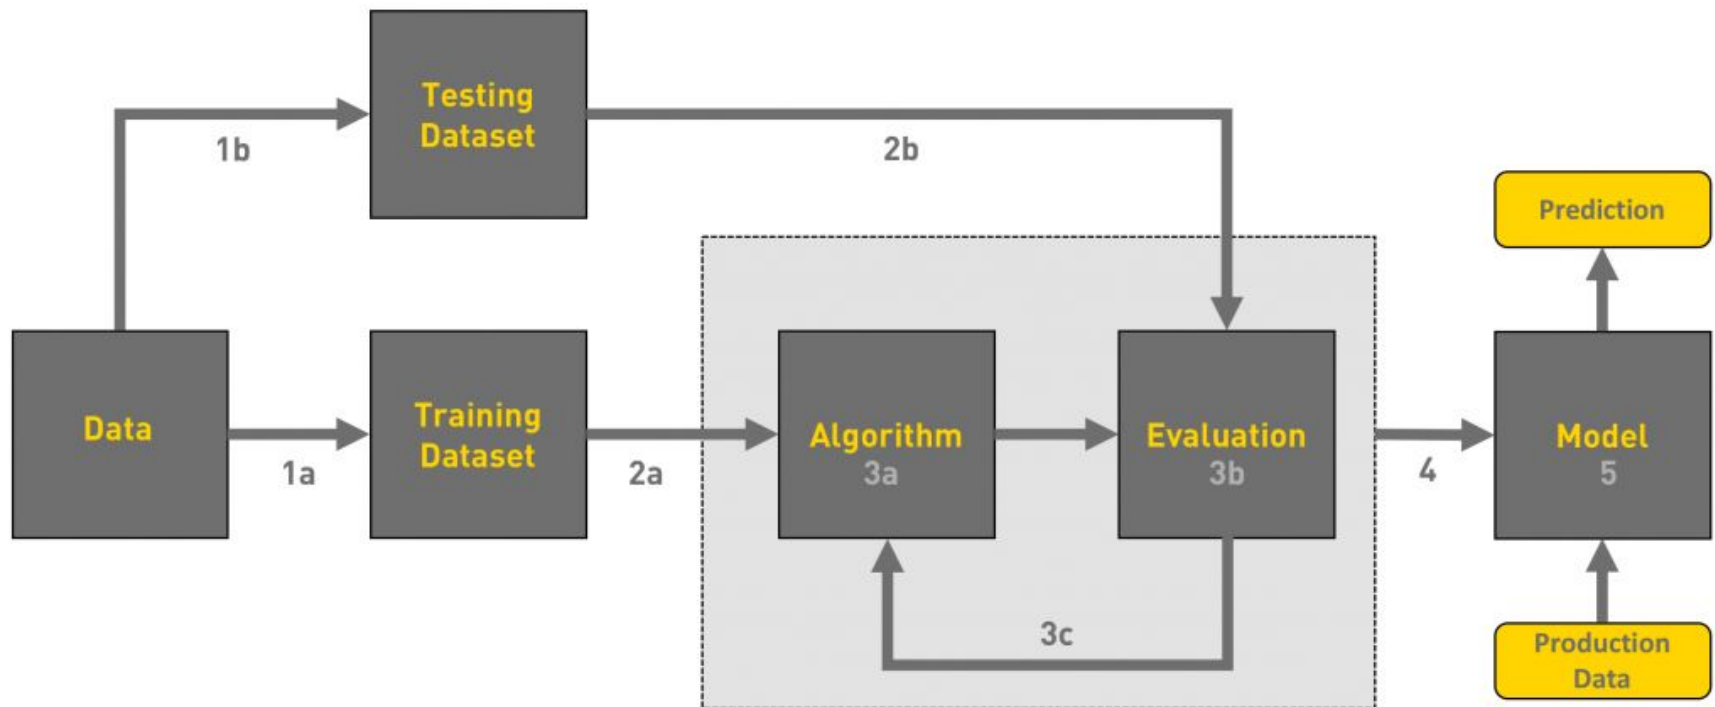 Testing
Dataset
1b
2b
Prediction
Data
1a
Training
Dataset
2a
Algorithm
3a
Evaluation
3b
4
Model
5
3c
Production
Data